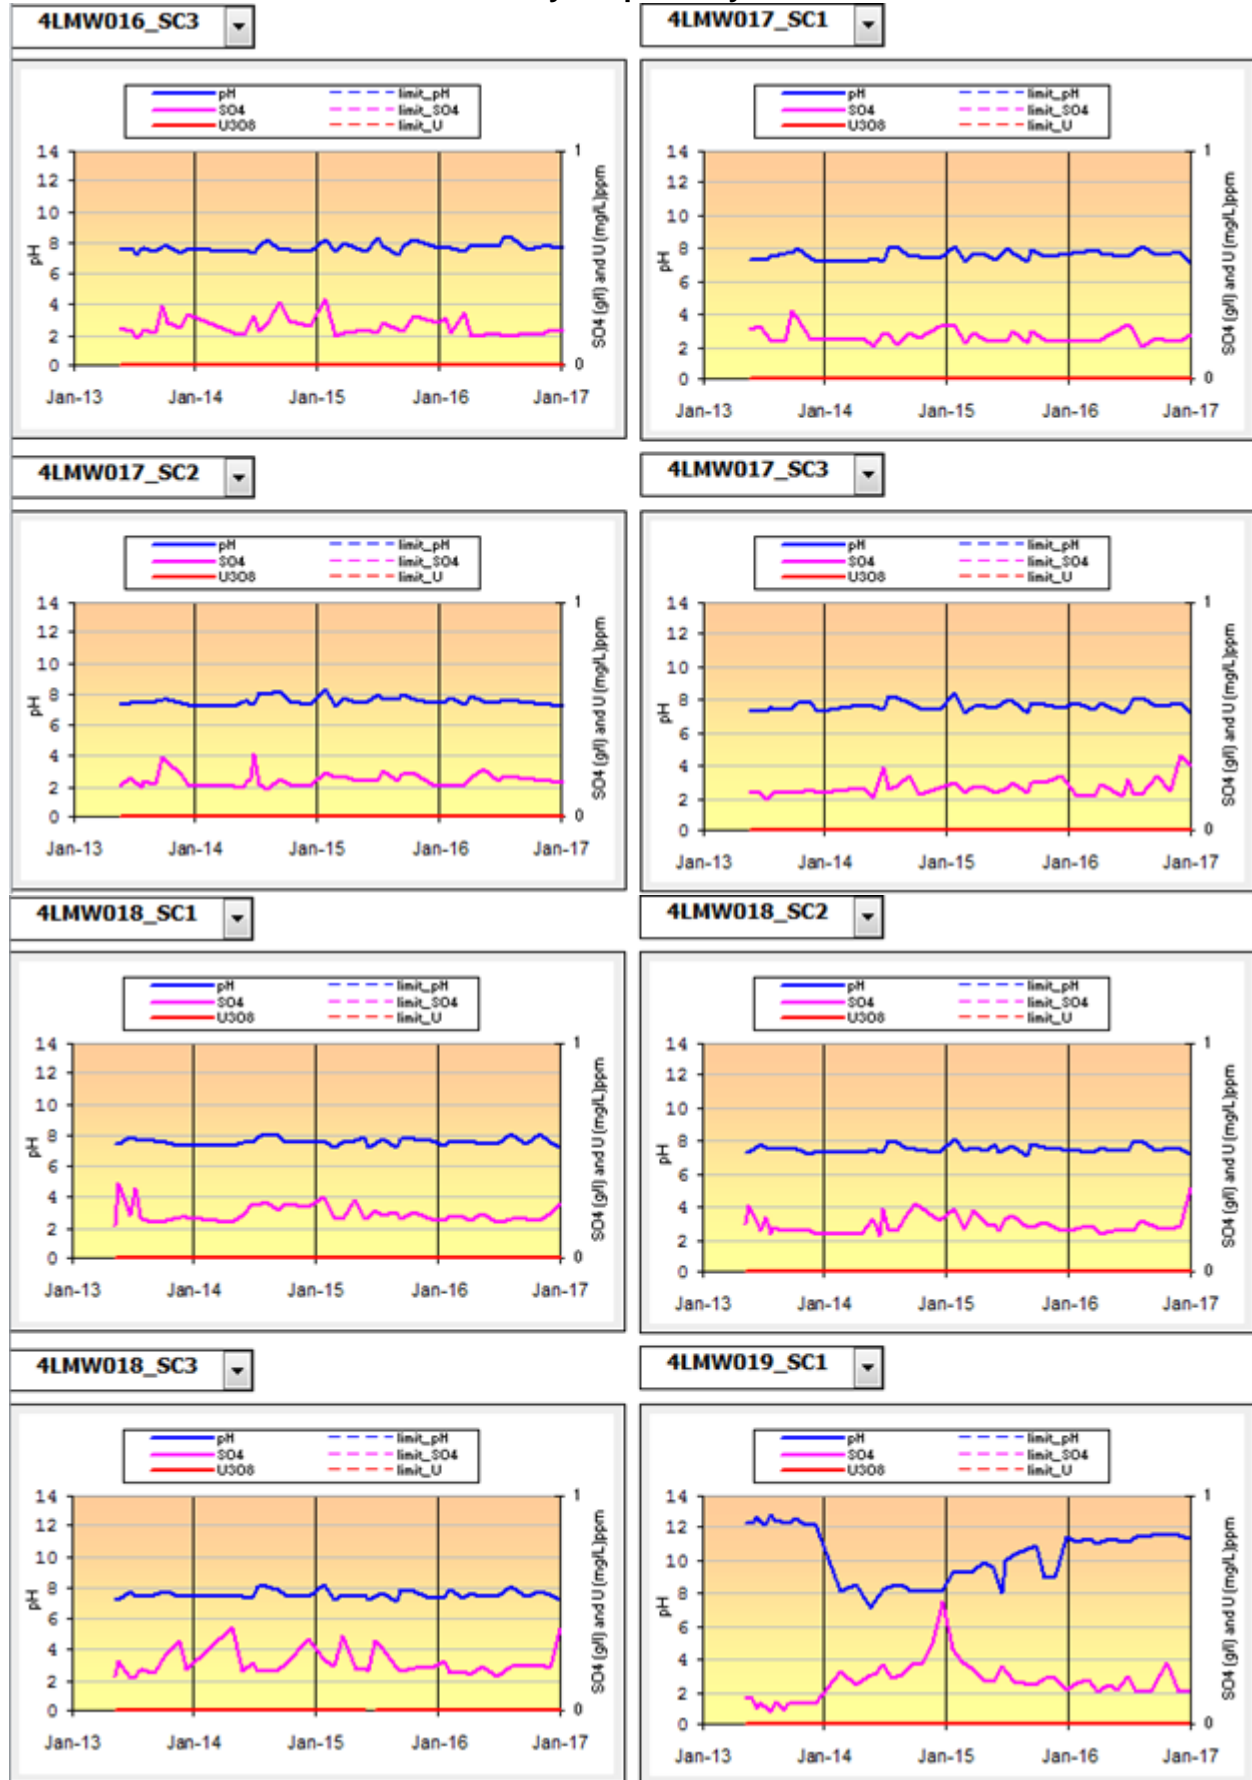 4LMW016_SC3
pH limit_pH
SO4 limit_SO4
U3O8 limit_U
14
12
10
8
6
4
2
0
pH
1
0
SO4 (g/l) and U (mg/L)ppm
Jan-13 Jan-14 Jan-15 Jan-16 Jan-17
4LMW017_SC1
pH limit_pH
SO4 limit_SO4
U3O8 limit_U
14
12
10
8
6
4
2
0
pH
1
0
SO4 (g/l) and U (mg/L)ppm
Jan-13 Jan-14 Jan-15 Jan-16 Jan-17
4LMW017_SC2
pH limit_pH
SO4 limit_SO4
U3O8 limit_U
14
12
10
8
6
4
2
0
pH
1
0
SO4 (g/l) and U (mg/L)ppm
Jan-13 Jan-14 Jan-15 Jan-16 Jan-17
4LMW017_SC3
pH limit_pH
SO4 limit_SO4
U3O8 limit_U
14
12
10
8
6
4
2
0
pH
1
0
SO4 (g/l) and U (mg/L)ppm
Jan-13 Jan-14 Jan-15 Jan-16 Jan-17
4LMW018_SC1
pH limit_pH
SO4 limit_SO4
U3O8 limit_U
14
12
10
8
6
4
2
0
pH
1
0
SO4 (g/l) and U (mg/L)ppm
Jan-13 Jan-14 Jan-15 Jan-16 Jan-17
4LMW018_SC2
pH limit_pH
SO4 limit_SO4
U3O8 limit_U
14
12
10
8
6
4
2
0
pH
1
0
SO4 (g/l) and U (mg/L)ppm
Jan-13 Jan-14 Jan-15 Jan-16 Jan-17
4LMW018_SC3
pH limit_pH
SO4 limit_SO4
U3O8 limit_U
14
12
10
8
6
4
2
0
pH
1
0
SO4 (g/l) and U (mg/L)ppm
Jan-13 Jan-14 Jan-15 Jan-16 Jan-17
4LMW019_SC1
pH limit_pH
SO4 limit_SO4
U3O8 limit_U
14
12
10
8
6
4
2
0
pH
1
0
SO4 (g/l) and U (mg/L)ppm
Jan-13 Jan-14 Jan-15 Jan-16 Jan-17